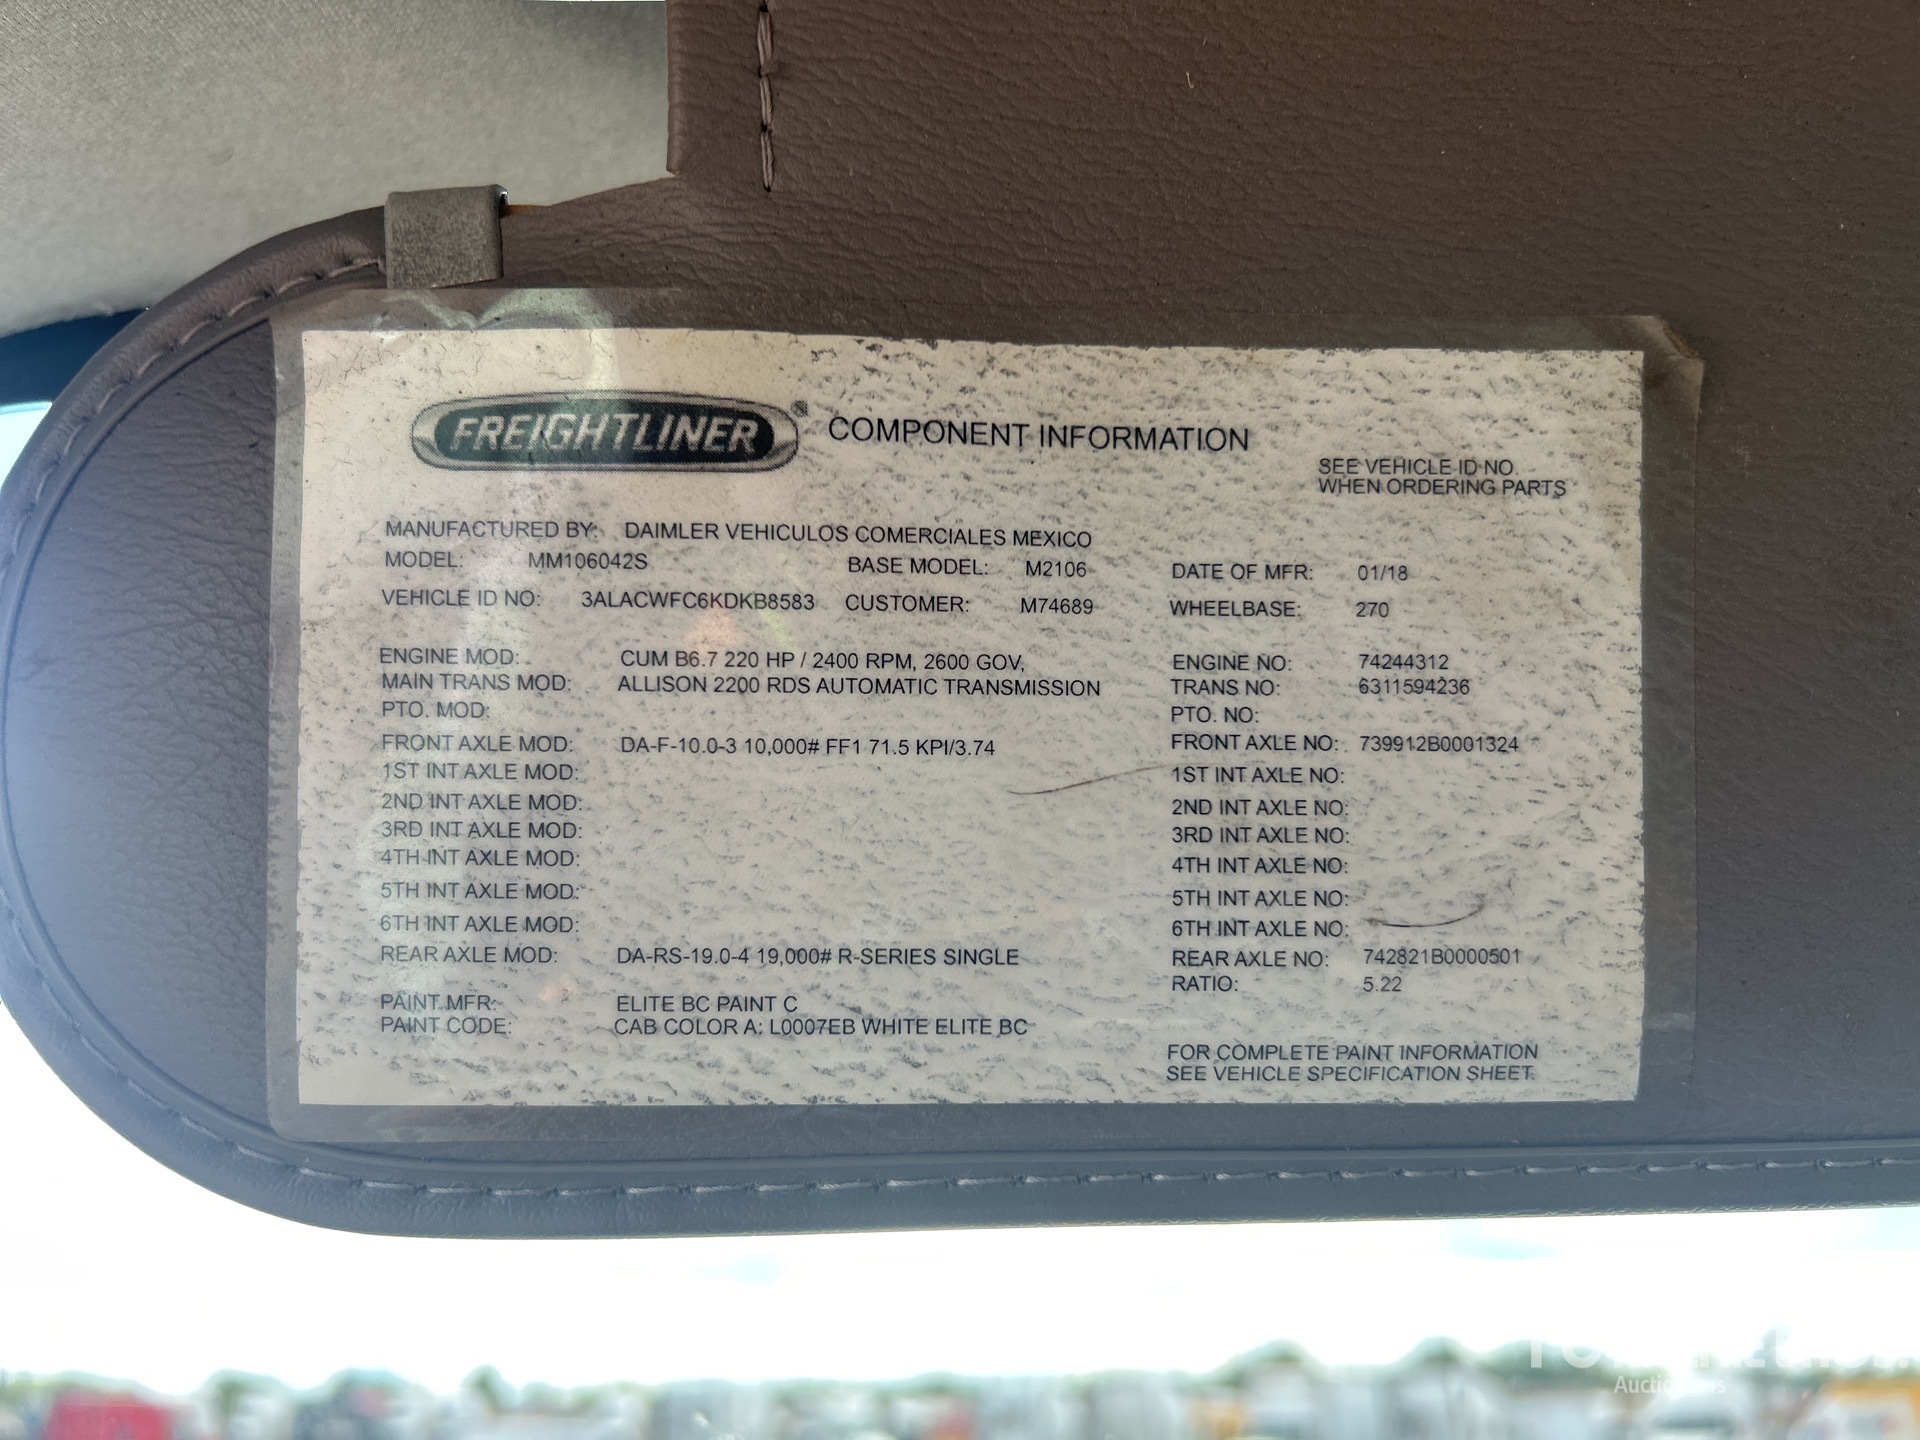 FREIGHTLINER® COMPONENT INFORMATION
SEE VEHICLE ID NO.
WHEN ORDERING PARTS
MANUFACTURED BY: DAIMLER VEHICULOS COMERCIALES MEXICO
MODEL: MM106042S BASE MODEL: M2106 DATE OF MFR: 01/18
VEHICLE ID NO: 3ALACWFC6KDKB8583 CUSTOMER: M74689 WHEELBASE: 270
ENGINE MOD: CUM B6.7 220 HP / 2400 RPM, 2600 GOV, ENGINE NO: 74244312
MAIN TRANS MOD: ALLISON 2200 RDS AUTOMATIC TRANSMISSION TRANS NO: 6311594236
PTO. MOD: PTO. NO:
FRONT AXLE MOD: DA-F-10.0-3 10,000# FF1 71.5 KPI/3.74 FRONT AXLE NO: 739912B0001324
1ST INT AXLE MOD: 1ST INT AXLE NO:
2ND INT AXLE MOD: 2ND INT AXLE NO:
3RD INT AXLE MOD: 3RD INT AXLE NO:
4TH INT AXLE MOD: 4TH INT AXLE NO:
5TH INT AXLE MOD: 5TH INT AXLE NO:
6TH INT AXLE MOD: 6TH INT AXLE NO:
REAR AXLE MOD: DA-RS-19.0-4 19,000# R-SERIES SINGLE REAR AXLE NO: 742821B0000501
RATIO: 5.22
PAINT MFR: ELITE BC PAINT C
PAINT CODE: CAB COLOR A: L0007EB WHITE ELITE BC
FOR COMPLETE PAINT INFORMATION
SEE VEHICLE SPECIFICATION SHEET.